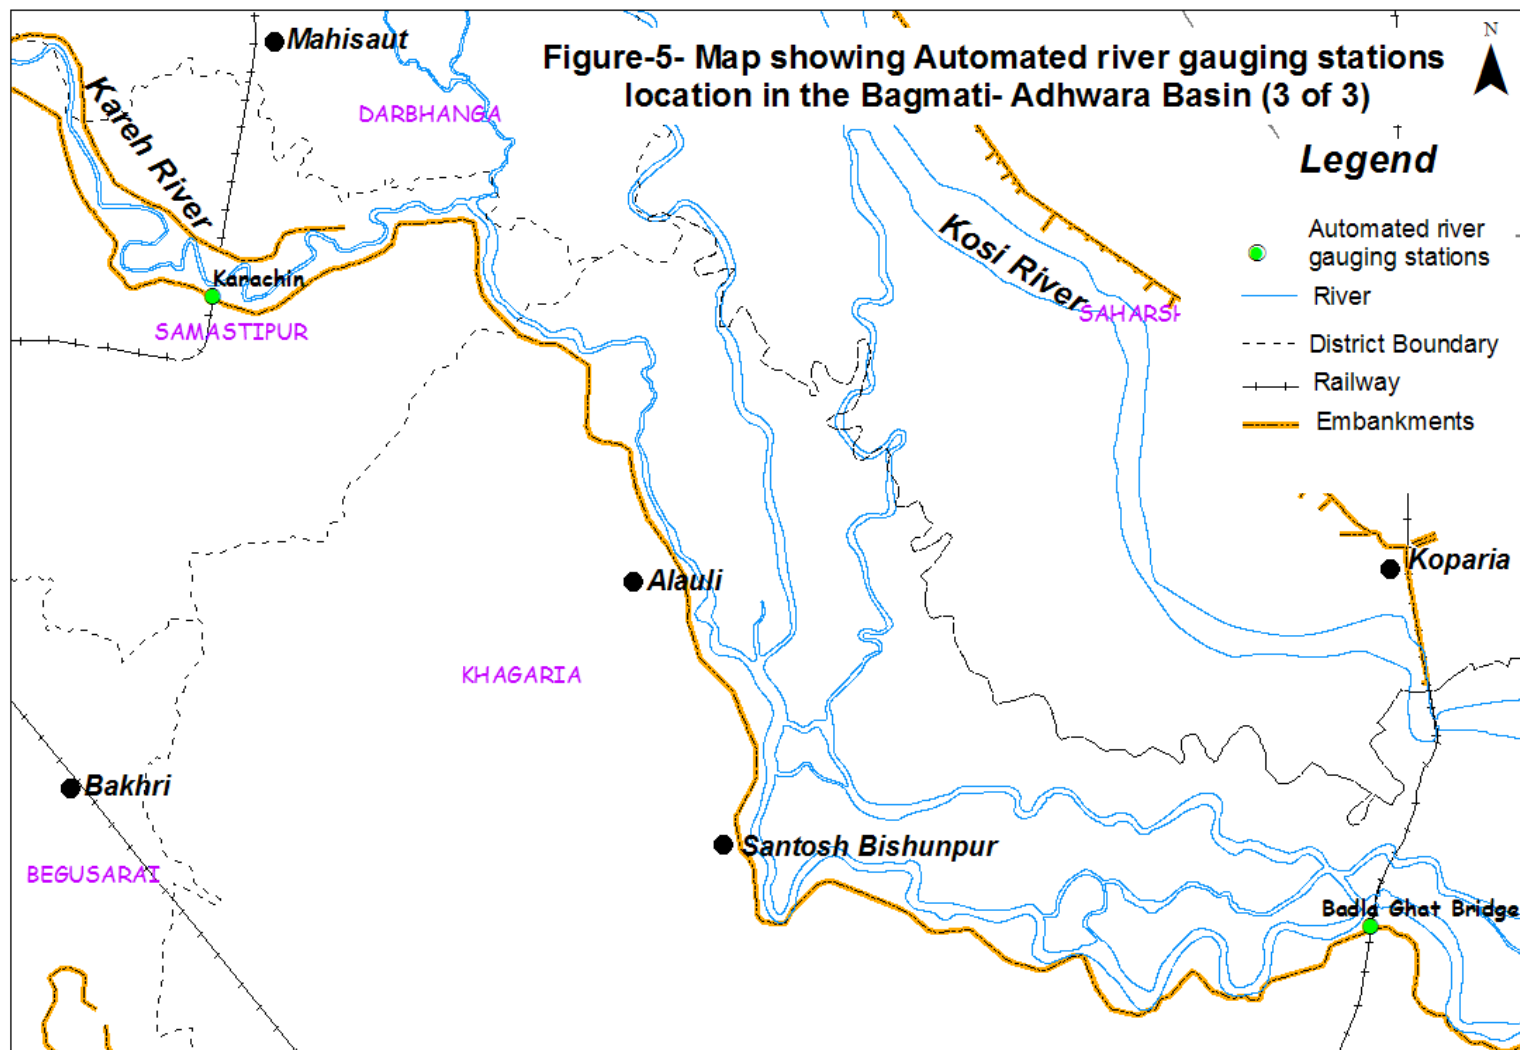 Figure-5- Map showing Automated river gauging stations
location in the Bagmati- Adhwara Basin (3 of 3)
N
Mahisaut
DARBHANGA
Kareh River
Legend
Automated river
gauging stations
River
District Boundary
Railway
Embankments
Kosi River
SAHARSH
Karachin
SAMASTIPUR
Koparia
Alauli
KHAGARIA
Bakhri
Santosh Bishunpur
BEGUSARAI
Badla Ghat Bridge